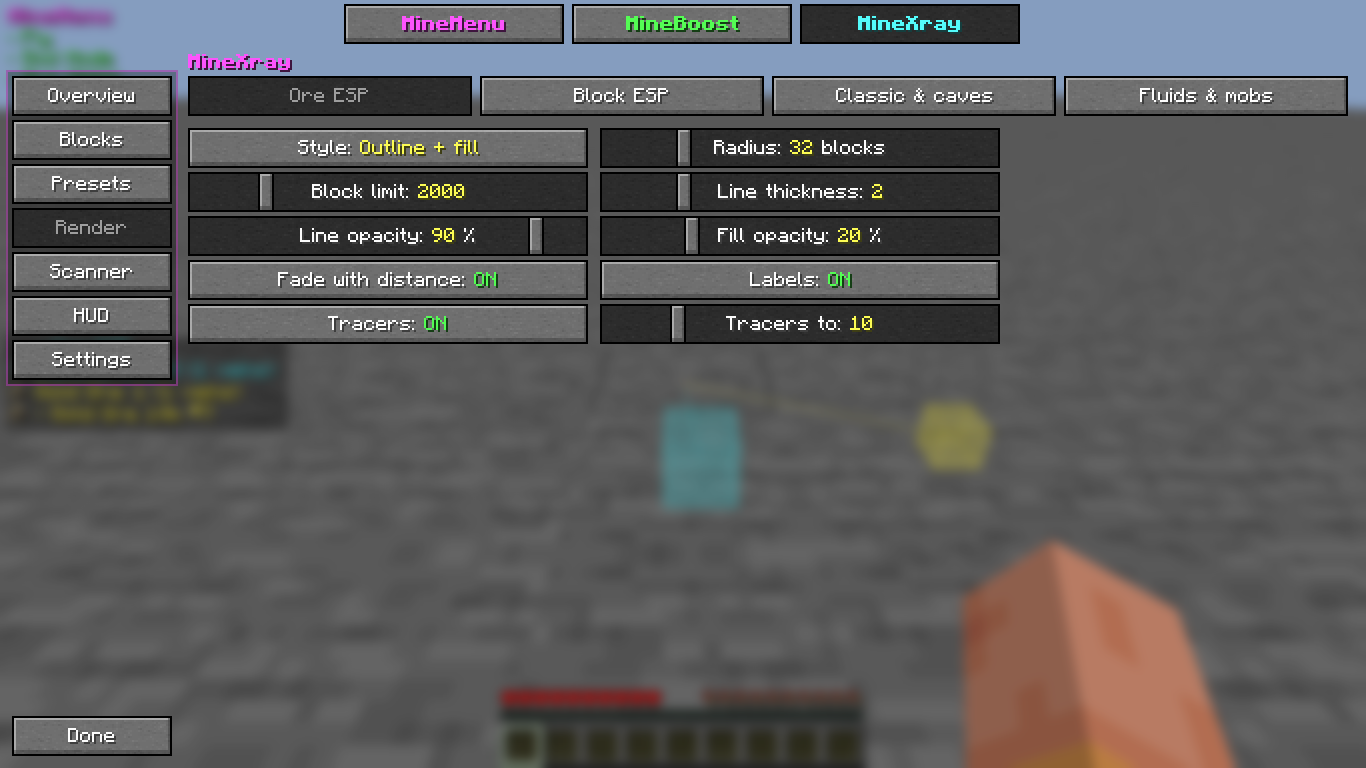 MineMenu
MineBoost
MineXray
MineXray
Overview
Blocks
Presets
Render
Scanner
HUD
Settings
Ore ESP
Block ESP
Classic & caves
Fluids & mobs
Style: Outline + fill
Radius: 32 blocks
Block limit: 2000
Line thickness: 2
Line opacity: 90 %
Fill opacity: 20 %
Fade with distance: ON
Labels: ON
Tracers: ON
Tracers to: 10
Done